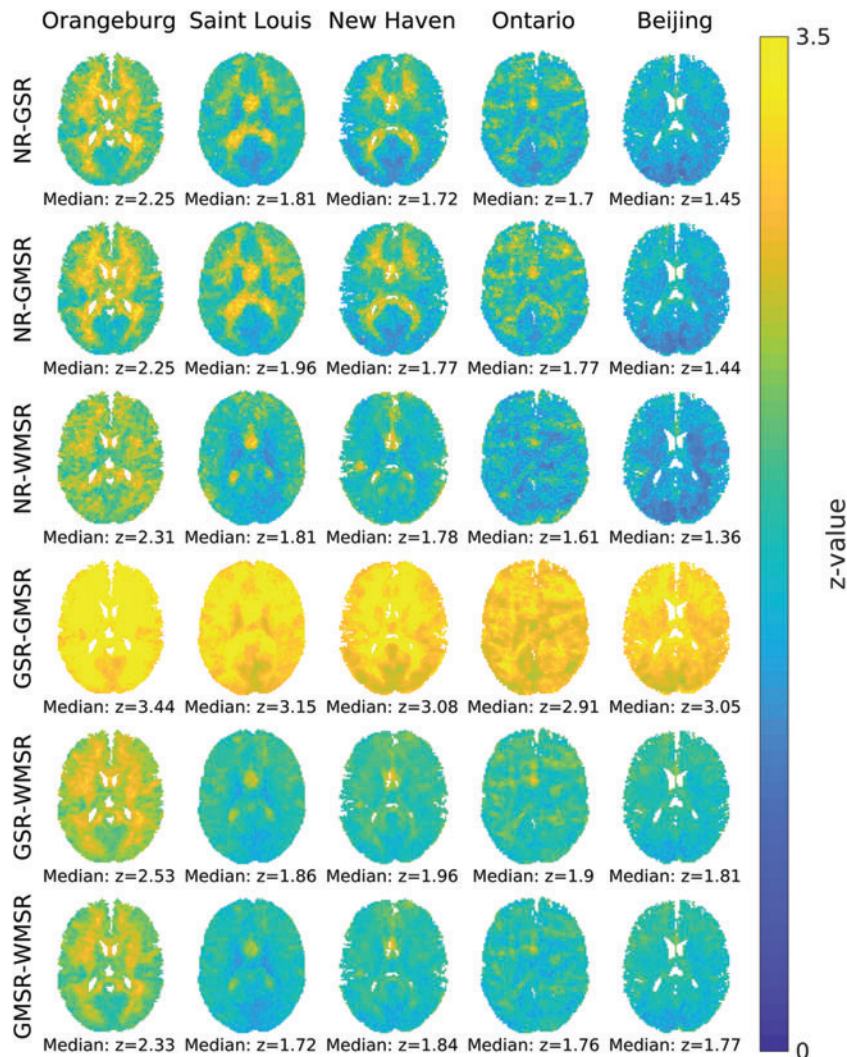 Orangeburg Saint Louis New Haven Ontario Beijing
3.5
NR-GSR
Median: z=2.25 Median: z=1.81 Median: z=1.72 Median: z=1.7 Median: z=1.45
NR-GMSR
Median: z=2.25 Median: z=1.96 Median: z=1.77 Median: z=1.77 Median: z=1.44
NR-WMSR
Median: z=2.31 Median: z=1.81 Median: z=1.78 Median: z=1.61 Median: z=1.36
z-value
GSR-GMSR
Median: z=3.44 Median: z=3.15 Median: z=3.08 Median: z=2.91 Median: z=3.05
GSR-WMSR
Median: z=2.53 Median: z=1.86 Median: z=1.96 Median: z=1.9 Median: z=1.81
GMSR-WMSR
Median: z=2.33 Median: z=1.72 Median: z=1.84 Median: z=1.76 Median: z=1.77
0